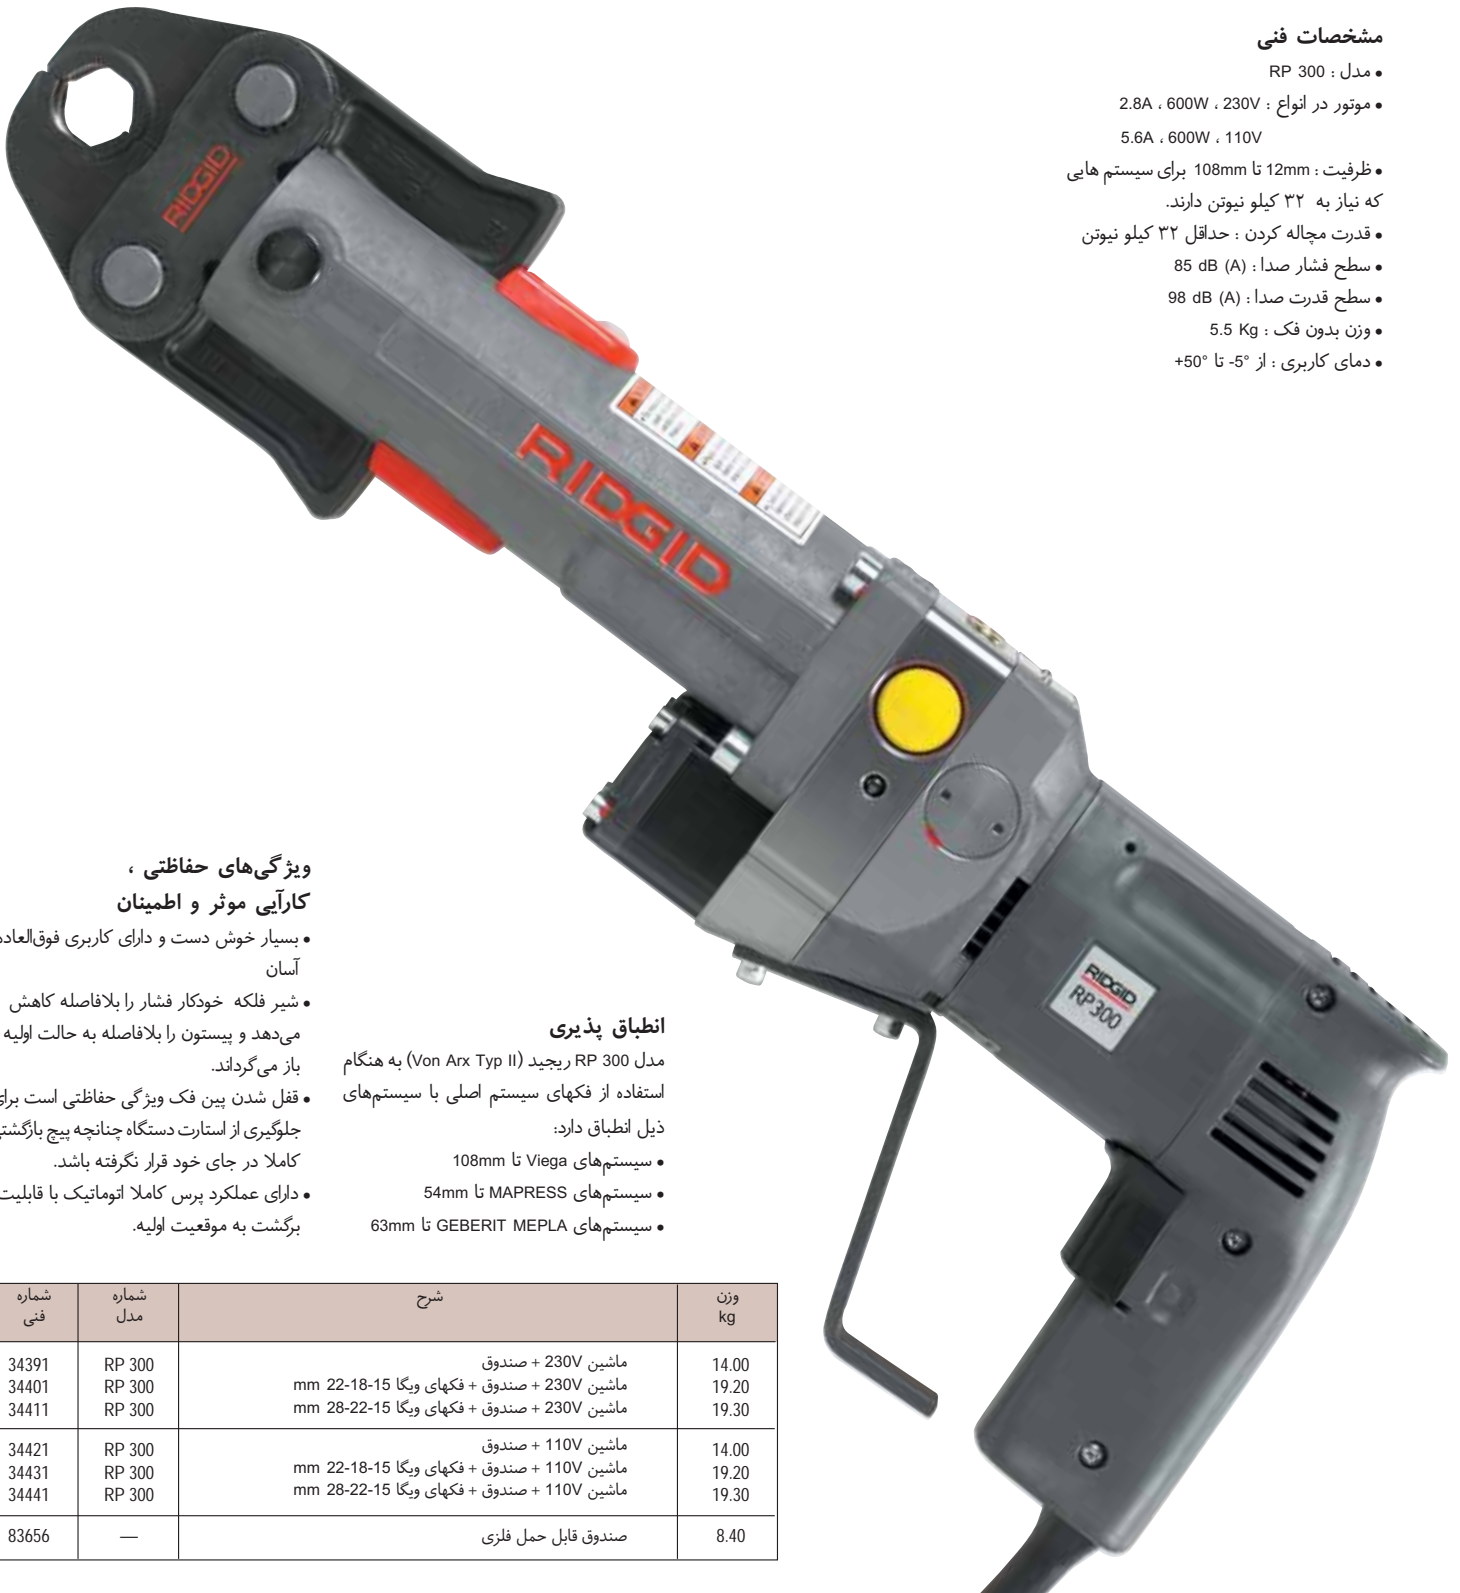 مشخصات فنی
• مدل : RP 300
• موتور در انواع : 2.8A ، 600W ، 230V
5.6A ، 600W ، 110V
• ظرفیت : 12mm تا 108mm برای سیستم هایی
که نیاز به ۳۲ کیلو نیوتن دارند.
• قدرت مچاله کردن : حداقل ۳۲ کیلو نیوتن
• سطح فشار صدا : 85 dB (A)
• سطح قدرت صدا : 98 dB (A)
• وزن بدون فک : 5.5 Kg
• دمای کاربری : از °5- تا °50+
RIDGID
RIDGID
RIDGID
RP300
ویژگی‌های حفاظتی ،
کارآیی موثر و اطمینان
• بسیار خوش دست و دارای کاربری فوق‌العاده
آسان
• شیر فلکه خودکار فشار را بلافاصله کاهش
می‌دهد و پیستون را بلافاصله به حالت اولیه
باز می‌گرداند.
• قفل شدن پین فک ویژگی حفاظتی است برای
جلوگیری از استارت دستگاه چنانچه پیچ بازگشتی
کاملا در جای خود قرار نگرفته باشد.
• دارای عملکرد پرس کاملا اتوماتیک با قابلیت
برگشت به موقعیت اولیه.
انطباق پذیری
مدل RP 300 ریجید (Von Arx Typ II) به هنگام
استفاده از فکهای سیستم اصلی با سیستم‌های
ذیل انطباق دارد:
• سیستم‌های Viega تا 108mm
• سیستم‌های MAPRESS تا 54mm
• سیستم‌های GEBERIT MEPLA تا 63mm
شماره فنی | شماره مدل | شرح | وزن kg
34391 | RP 300 | ماشین 230V + صندوق | 14.00
34401 | RP 300 | ماشین 230V + صندوق + فکهای ویگا 15-18-22 mm | 19.20
34411 | RP 300 | ماشین 230V + صندوق + فکهای ویگا 15-22-28 mm | 19.30
34421 | RP 300 | ماشین 110V + صندوق | 14.00
34431 | RP 300 | ماشین 110V + صندوق + فکهای ویگا 15-18-22 mm | 19.20
34441 | RP 300 | ماشین 110V + صندوق + فکهای ویگا 15-22-28 mm | 19.30
83656 | — | صندوق قابل حمل فلزی | 8.40